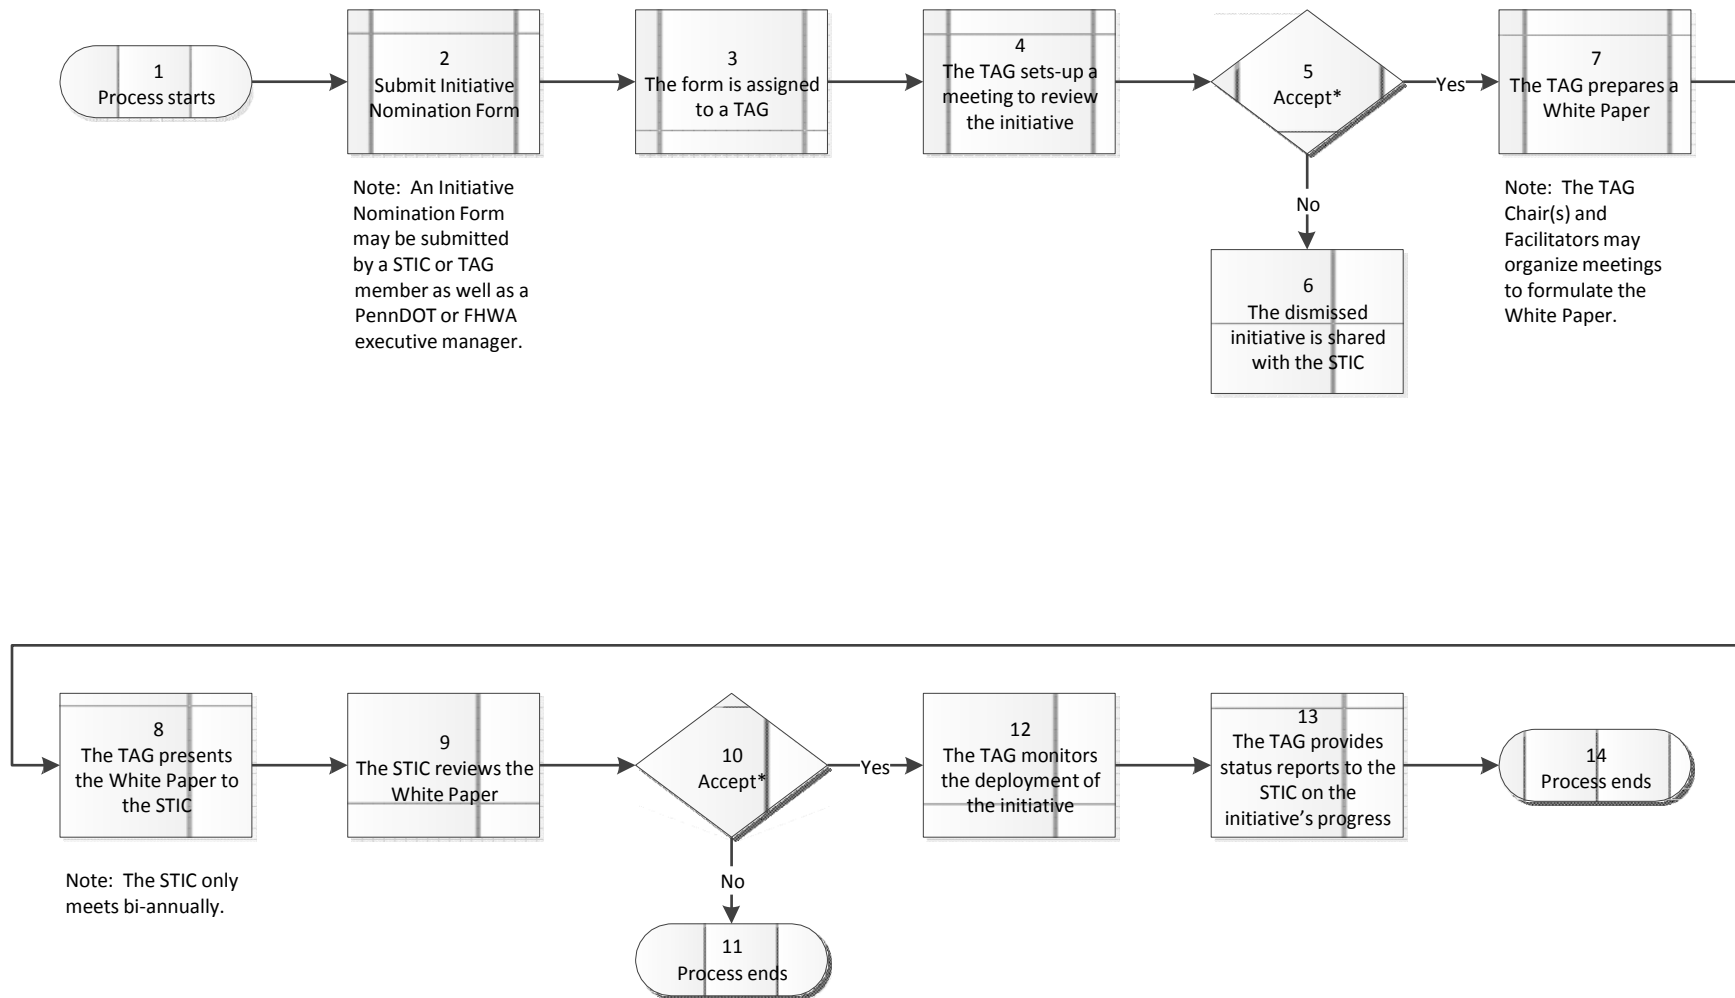 1
Process starts
2
Submit Initiative
Nomination Form
3
The form is assigned
to a TAG
4
The TAG sets-up a
meeting to review
the initiative
5
Accept*
Yes
7
The TAG prepares a
White Paper
Note:  An Initiative
Nomination Form
may be submitted
by a STIC or TAG
member as well as a
PennDOT or FHWA
executive manager.
No
6
The dismissed
initiative is shared
with the STIC
Note:  The TAG
Chair(s) and
Facilitators may
organize meetings
to formulate the
White Paper.
8
The TAG presents
the White Paper to
the STIC
9
The STIC reviews the
White Paper
10
Accept*
Yes
12
The TAG monitors
the deployment of
the initiative
13
The TAG provides
status reports to the
STIC on the
initiative’s progress
14
Process ends
Note:  The STIC only
meets bi-annually.
No
11
Process ends